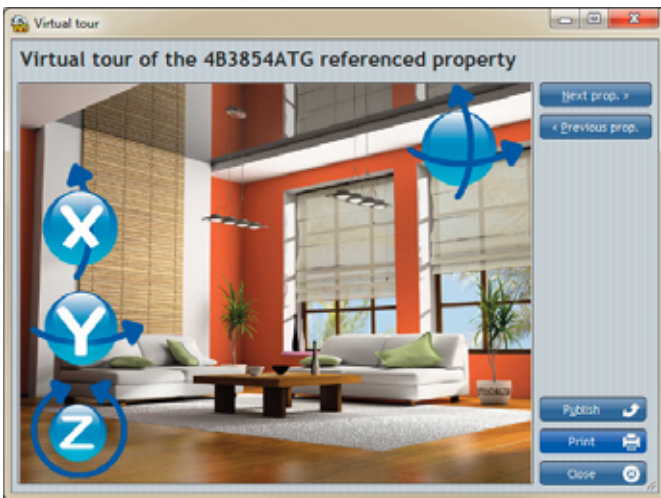 Virtual tour
Virtual tour of the 4B3854ATG referenced property
Next prop. >
< Previous prop.
X
Y
Z
Publish
Print
Close